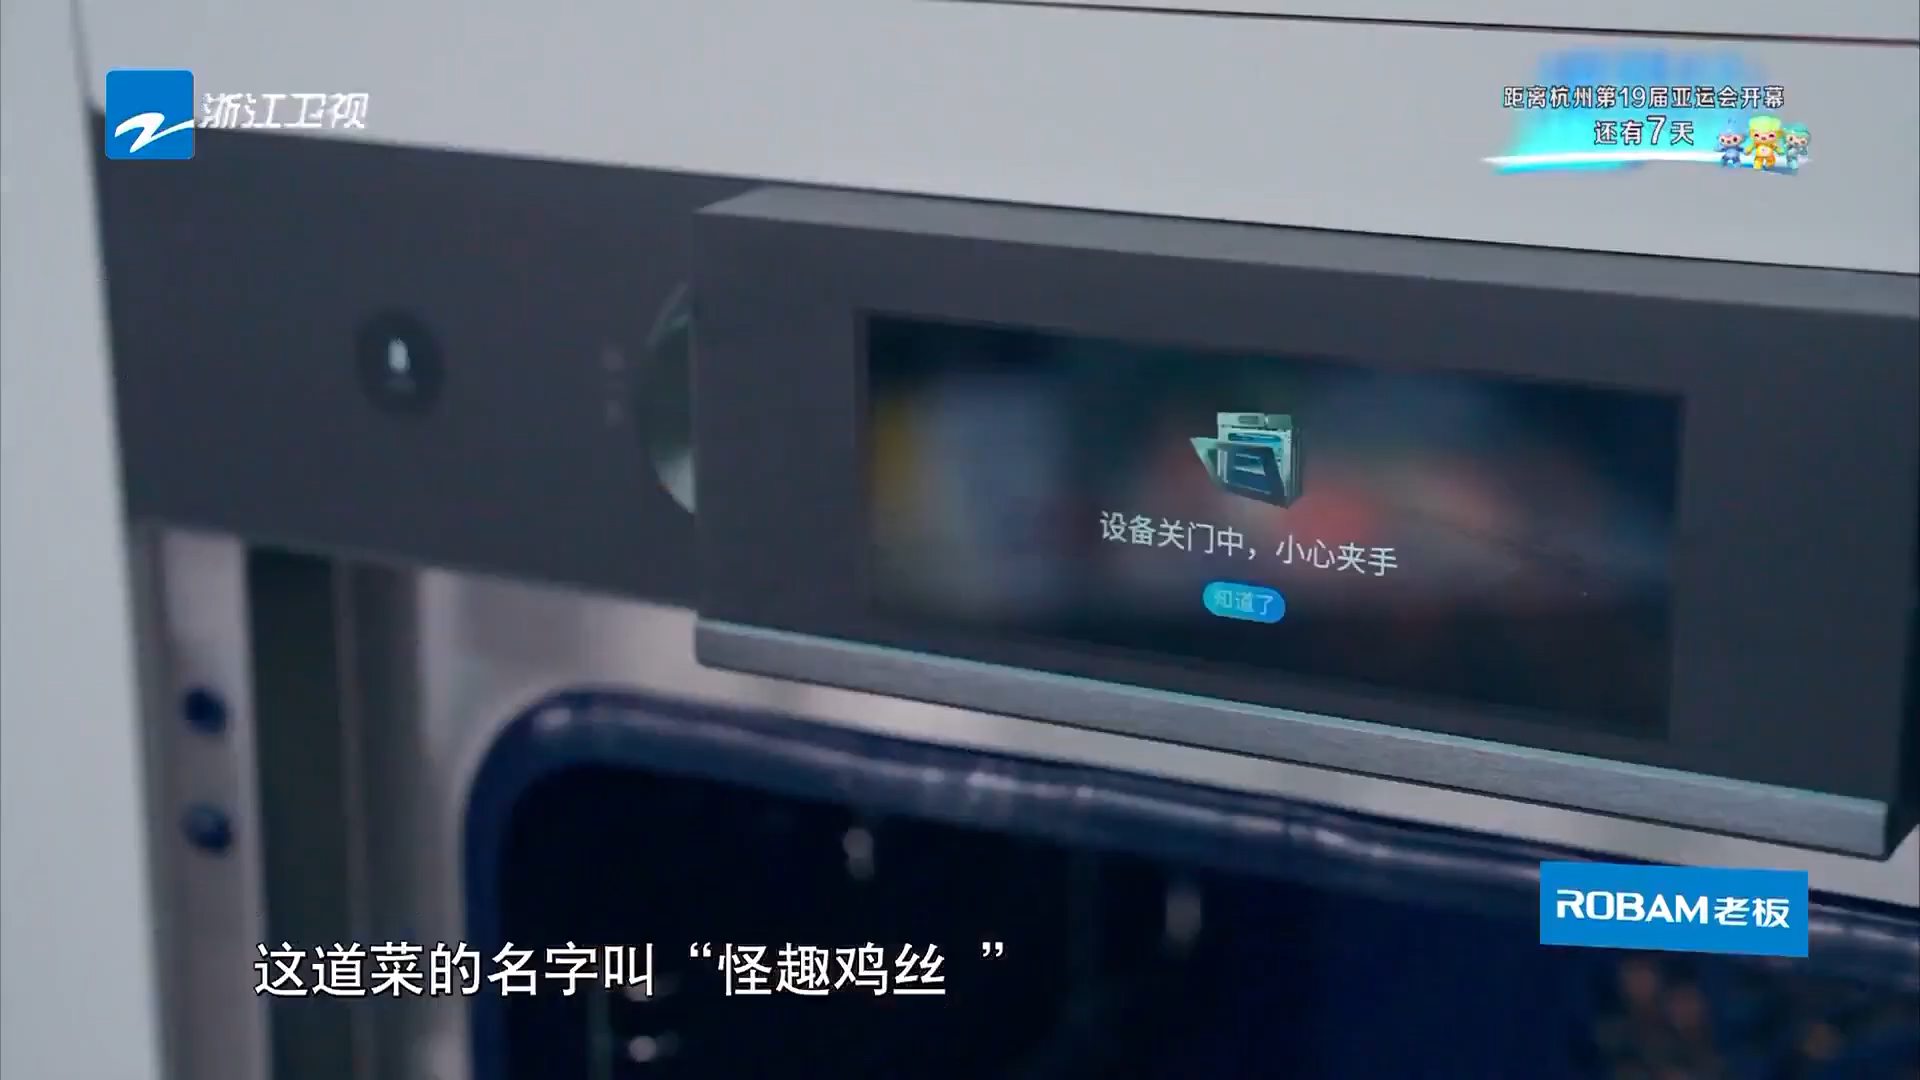 浙江卫视
距离杭州第19届亚运会开幕
还有7天
设备关门中，小心夹手
知道了
ROBAM老板
这道菜的名字叫“怪趣鸡丝 ”